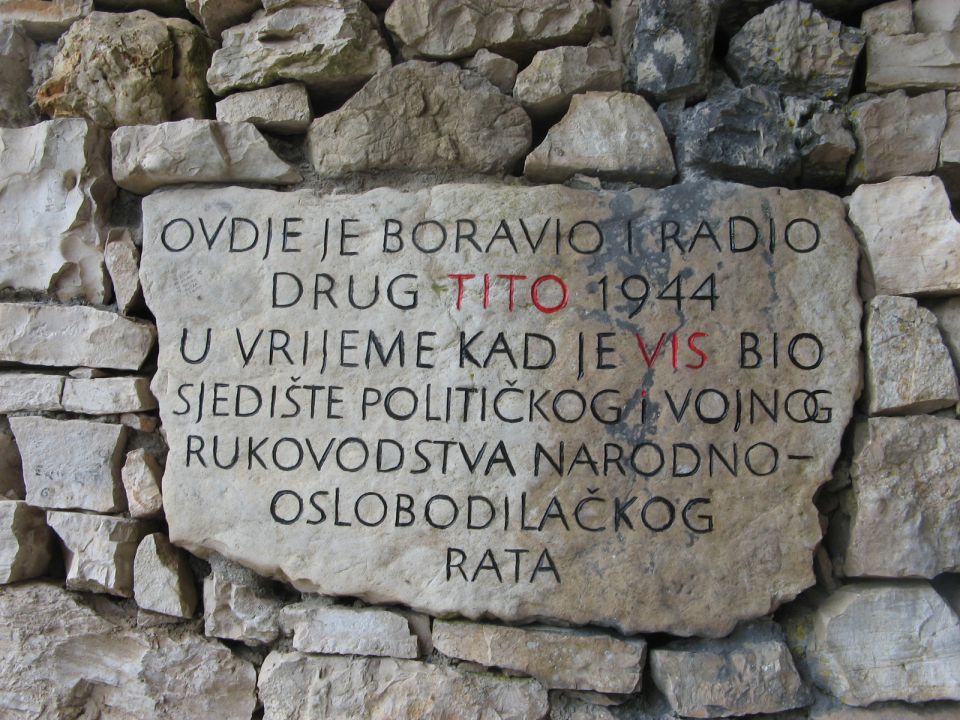 OVDJE JE BORAVIO I RADIO
DRUG TITO 1944
U VRIJEME KAD JE VIS BIO
SJEDIŠTE POLITIČKOG i VOJNOG
RUKOVODSTVA NARODNO–
OSLOBODILAČKOG
RATA